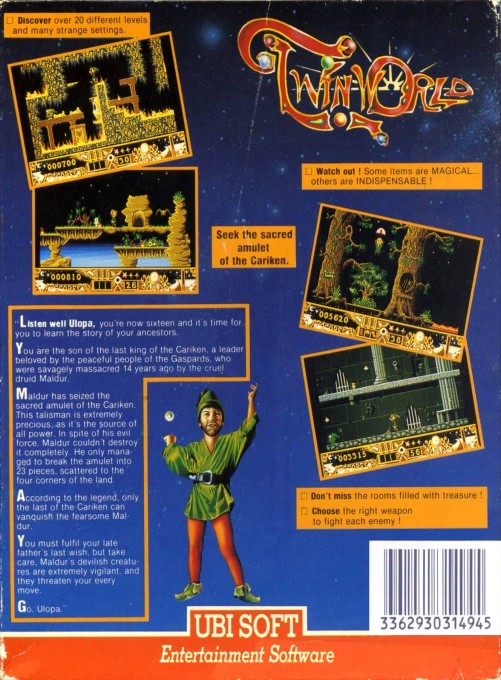 Discover over 20 different levels
and many strange settings.
TWINWORLD
000700
30
Watch out ! Some items are MAGICAL...
others are INDISPENSABLE !
000810
26
Seek the sacred
amulet
of the Cariken.
005620
"Listen well Ulopa, you're now sixteen and it's time for
you to learn the story of your ancestors.
You are the son of the last king of the Cariken, a leader
beloved by the peaceful people of the Gaspards, who
were savagely massacred 14 years ago by the cruel
druid Maldur.
Maldur has seized the
sacred amulet of the Cariken.
This talisman is extremely
precious, as it's the source of
all power. In spite of his evil
force, Maldur couldn't destroy
it completely. He only mana-
ged to break the amulet into
23 pieces, scattered to the
four corners of the land.
According to the legend, only
the last of the Cariken can
vanquish the fearsome Mal-
dur.
You must fulfil your late
father's last wish, but take
care, Maldur's devilish creatu-
res are extremely vigilant, and
they threaten your every
move.
Go, Ulopa."
005515
Don't miss the rooms filled with treasure !
Choose the right weapon
to fight each enemy !
3362930314945
UBI SOFT
Entertainment Software